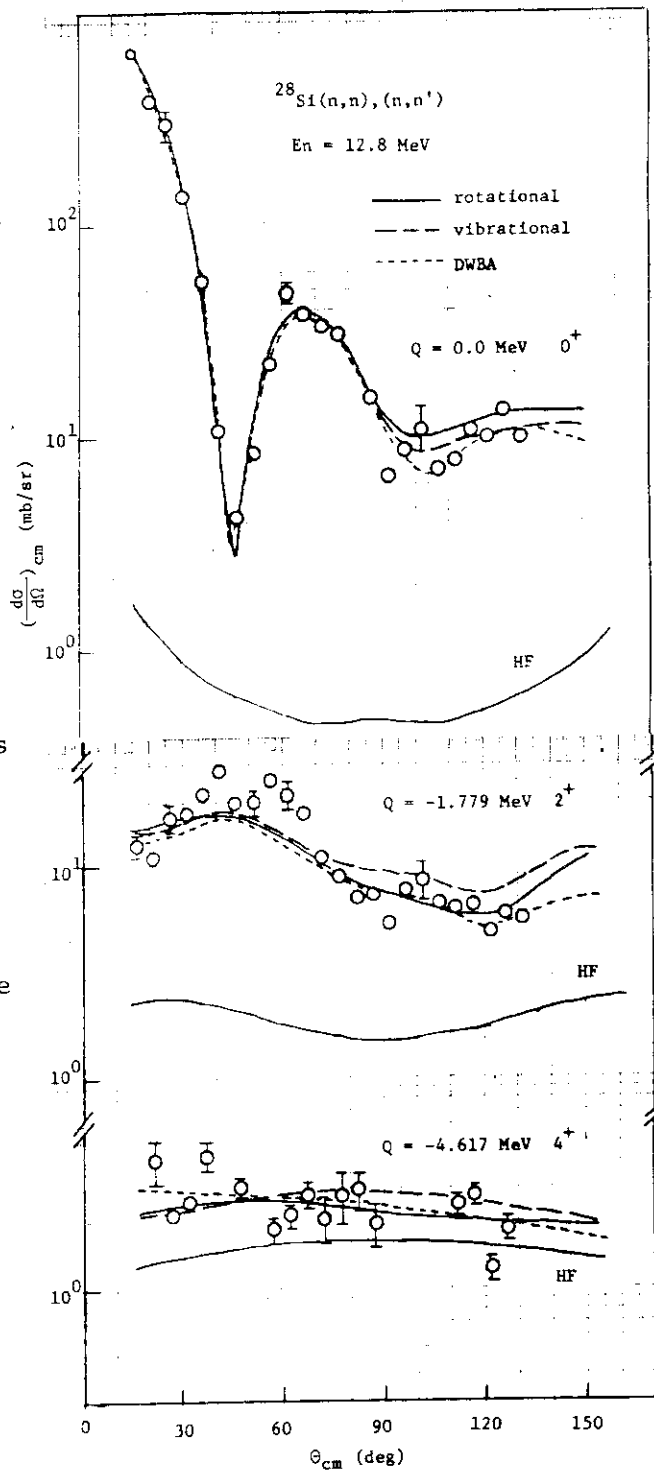 ²⁸Si(n,n),(n,n')
En = 12.8 MeV
rotational
vibrational
DWBA
Q = 0.0 MeV 0⁺
10²
10¹
10⁰
(dσ/dΩ)cm (mb/sr)
HF
s
Q = -1.779 MeV 2⁺
10¹
HF
e
10⁰
Q = -4.617 MeV 4⁺
10⁰
HF
0 30 60 90 120 150
θcm (deg)